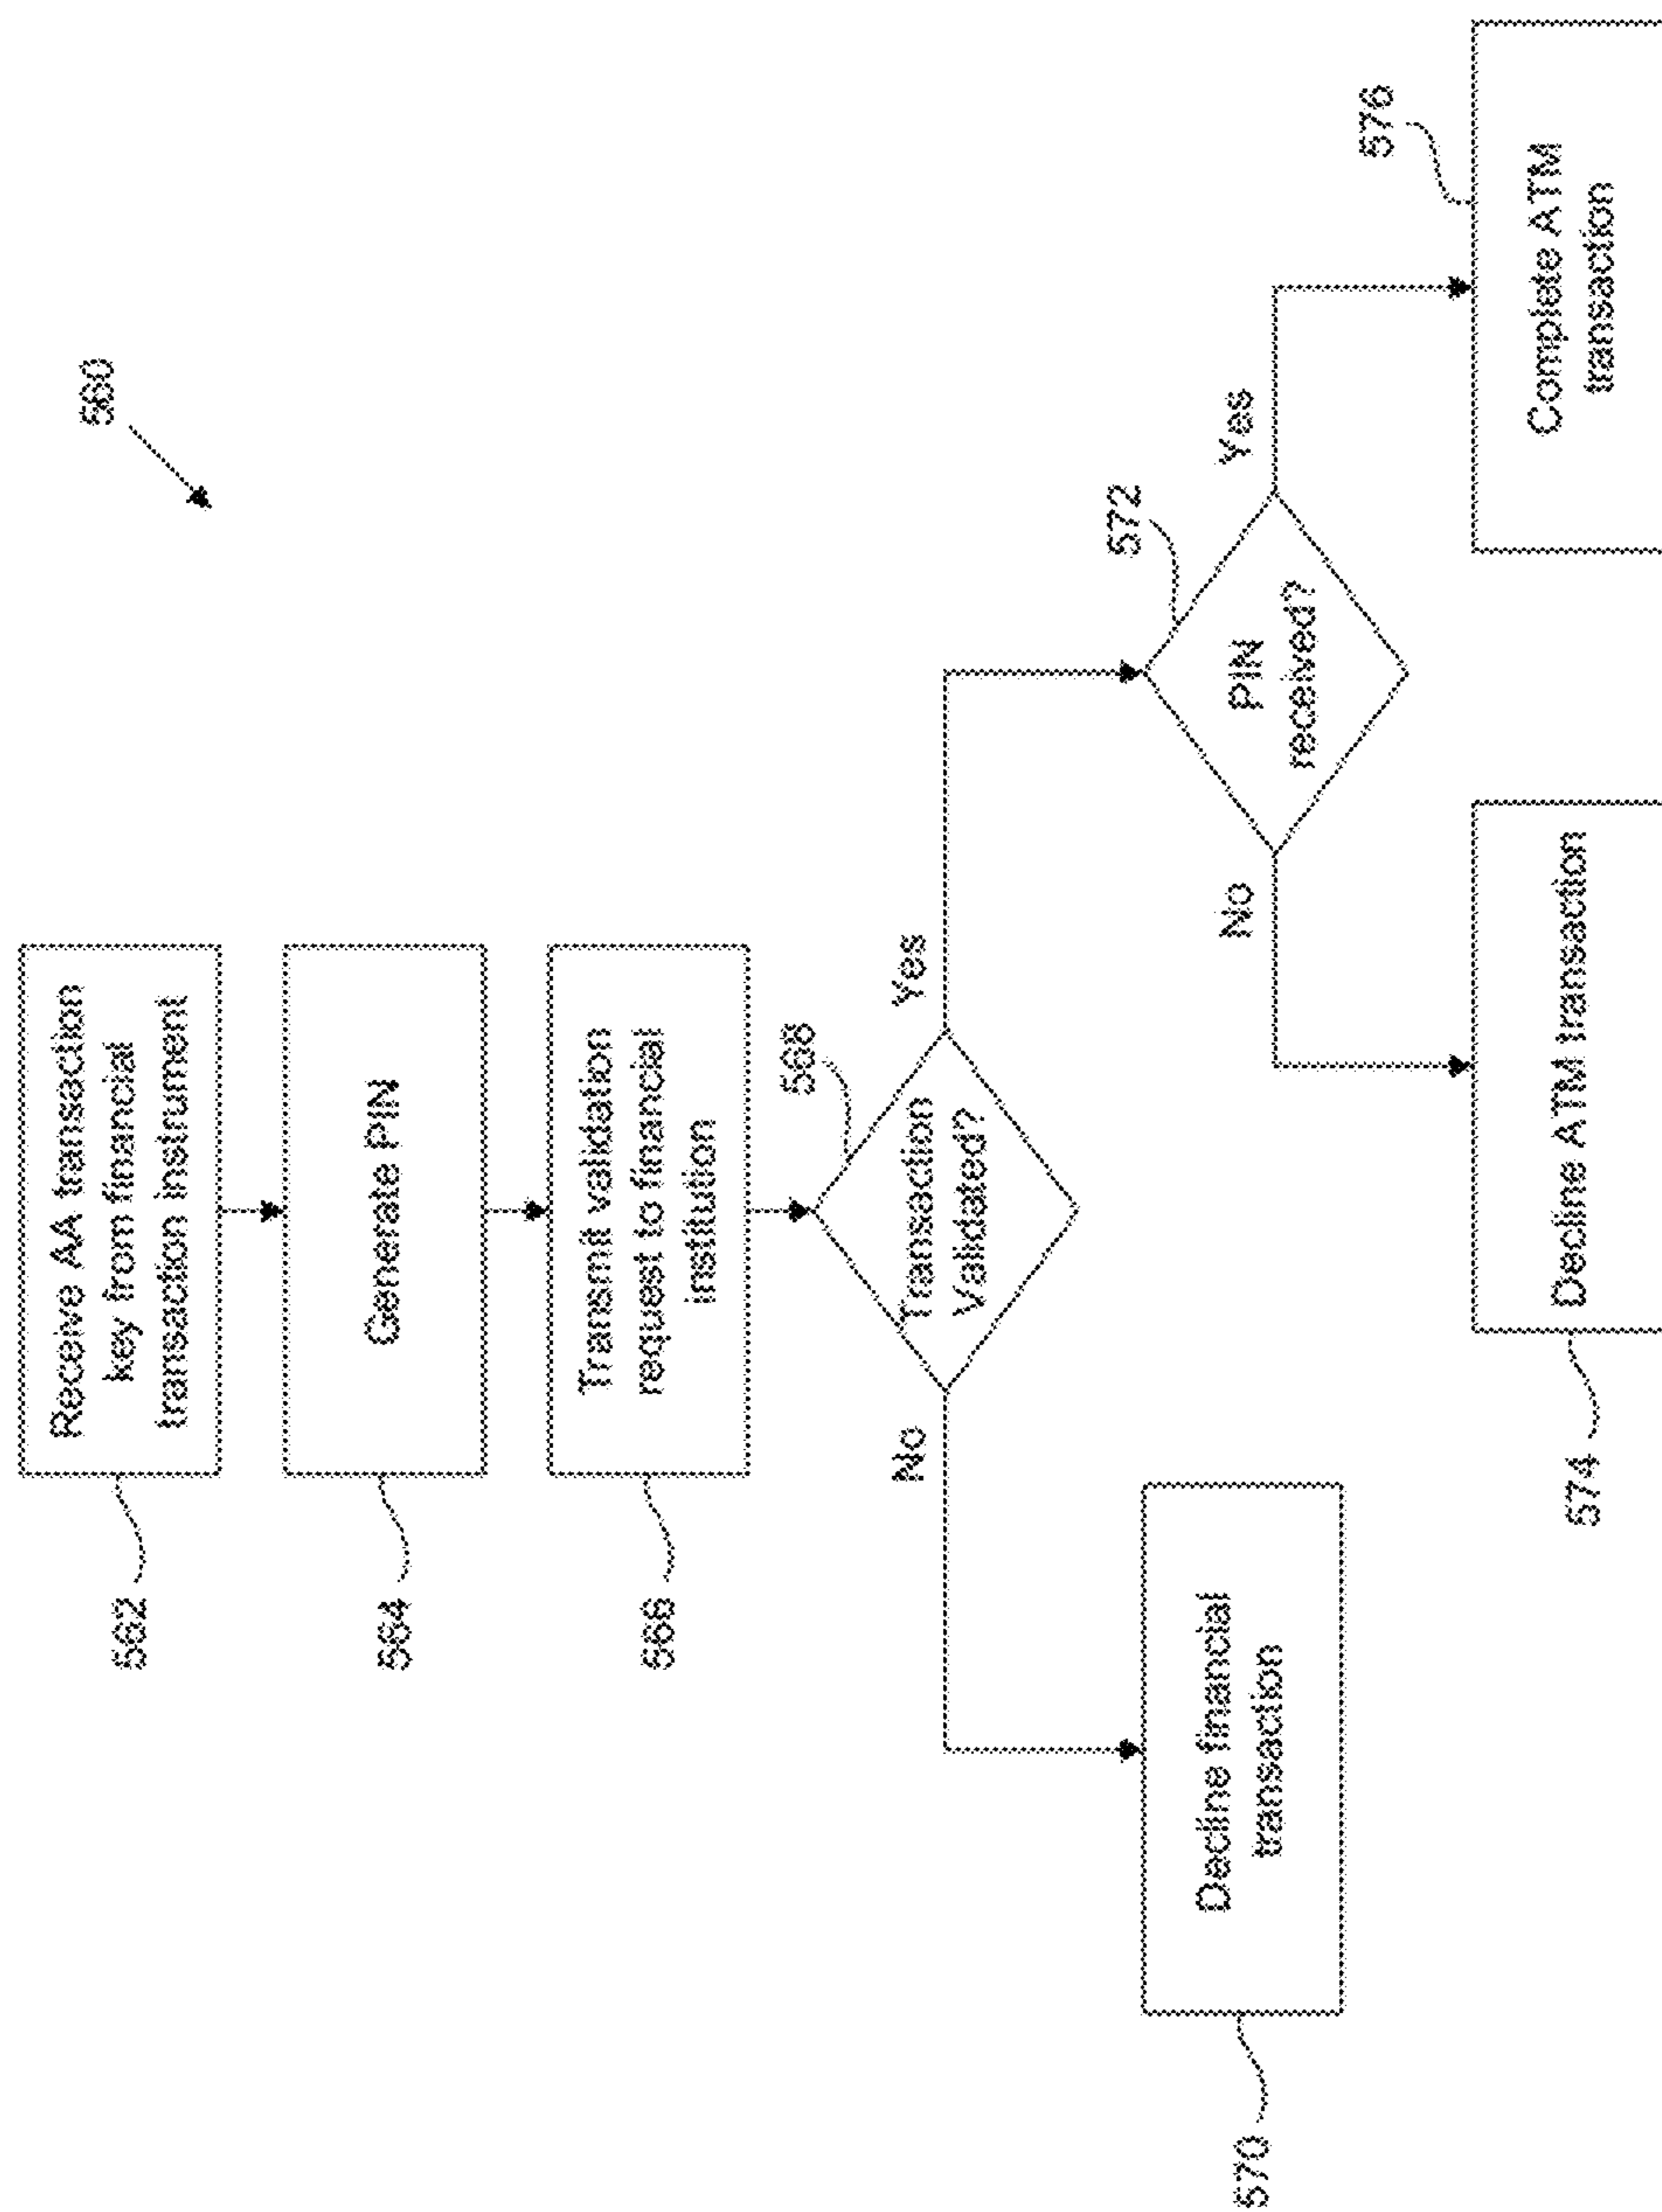 560
562
Receive AA transaction
key from financial
transaction instrument
564
Generate PIN
566
Transmit validation
request to financial
institution
568
Transaction
Validated?
No
Yes
570
Decline financial
transaction
572
PIN
received?
No
Yes
574
Decline ATM transaction
576
Complete ATM
transaction